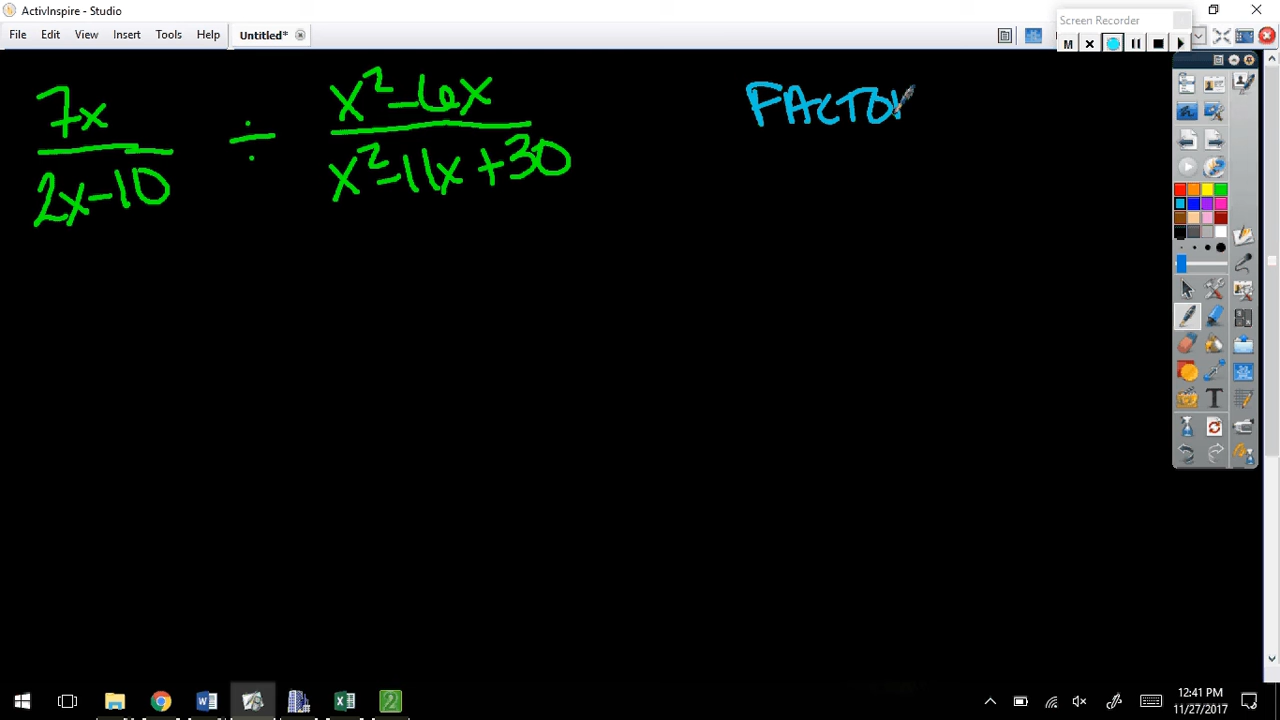 ActivInspire - Studio
Screen Recorder
File Edit View Insert Tools Help Untitled*
M
7x x²-6x FACTOR
÷
2x-10 x²-11x+30
T
12:41 PM
11/27/2017